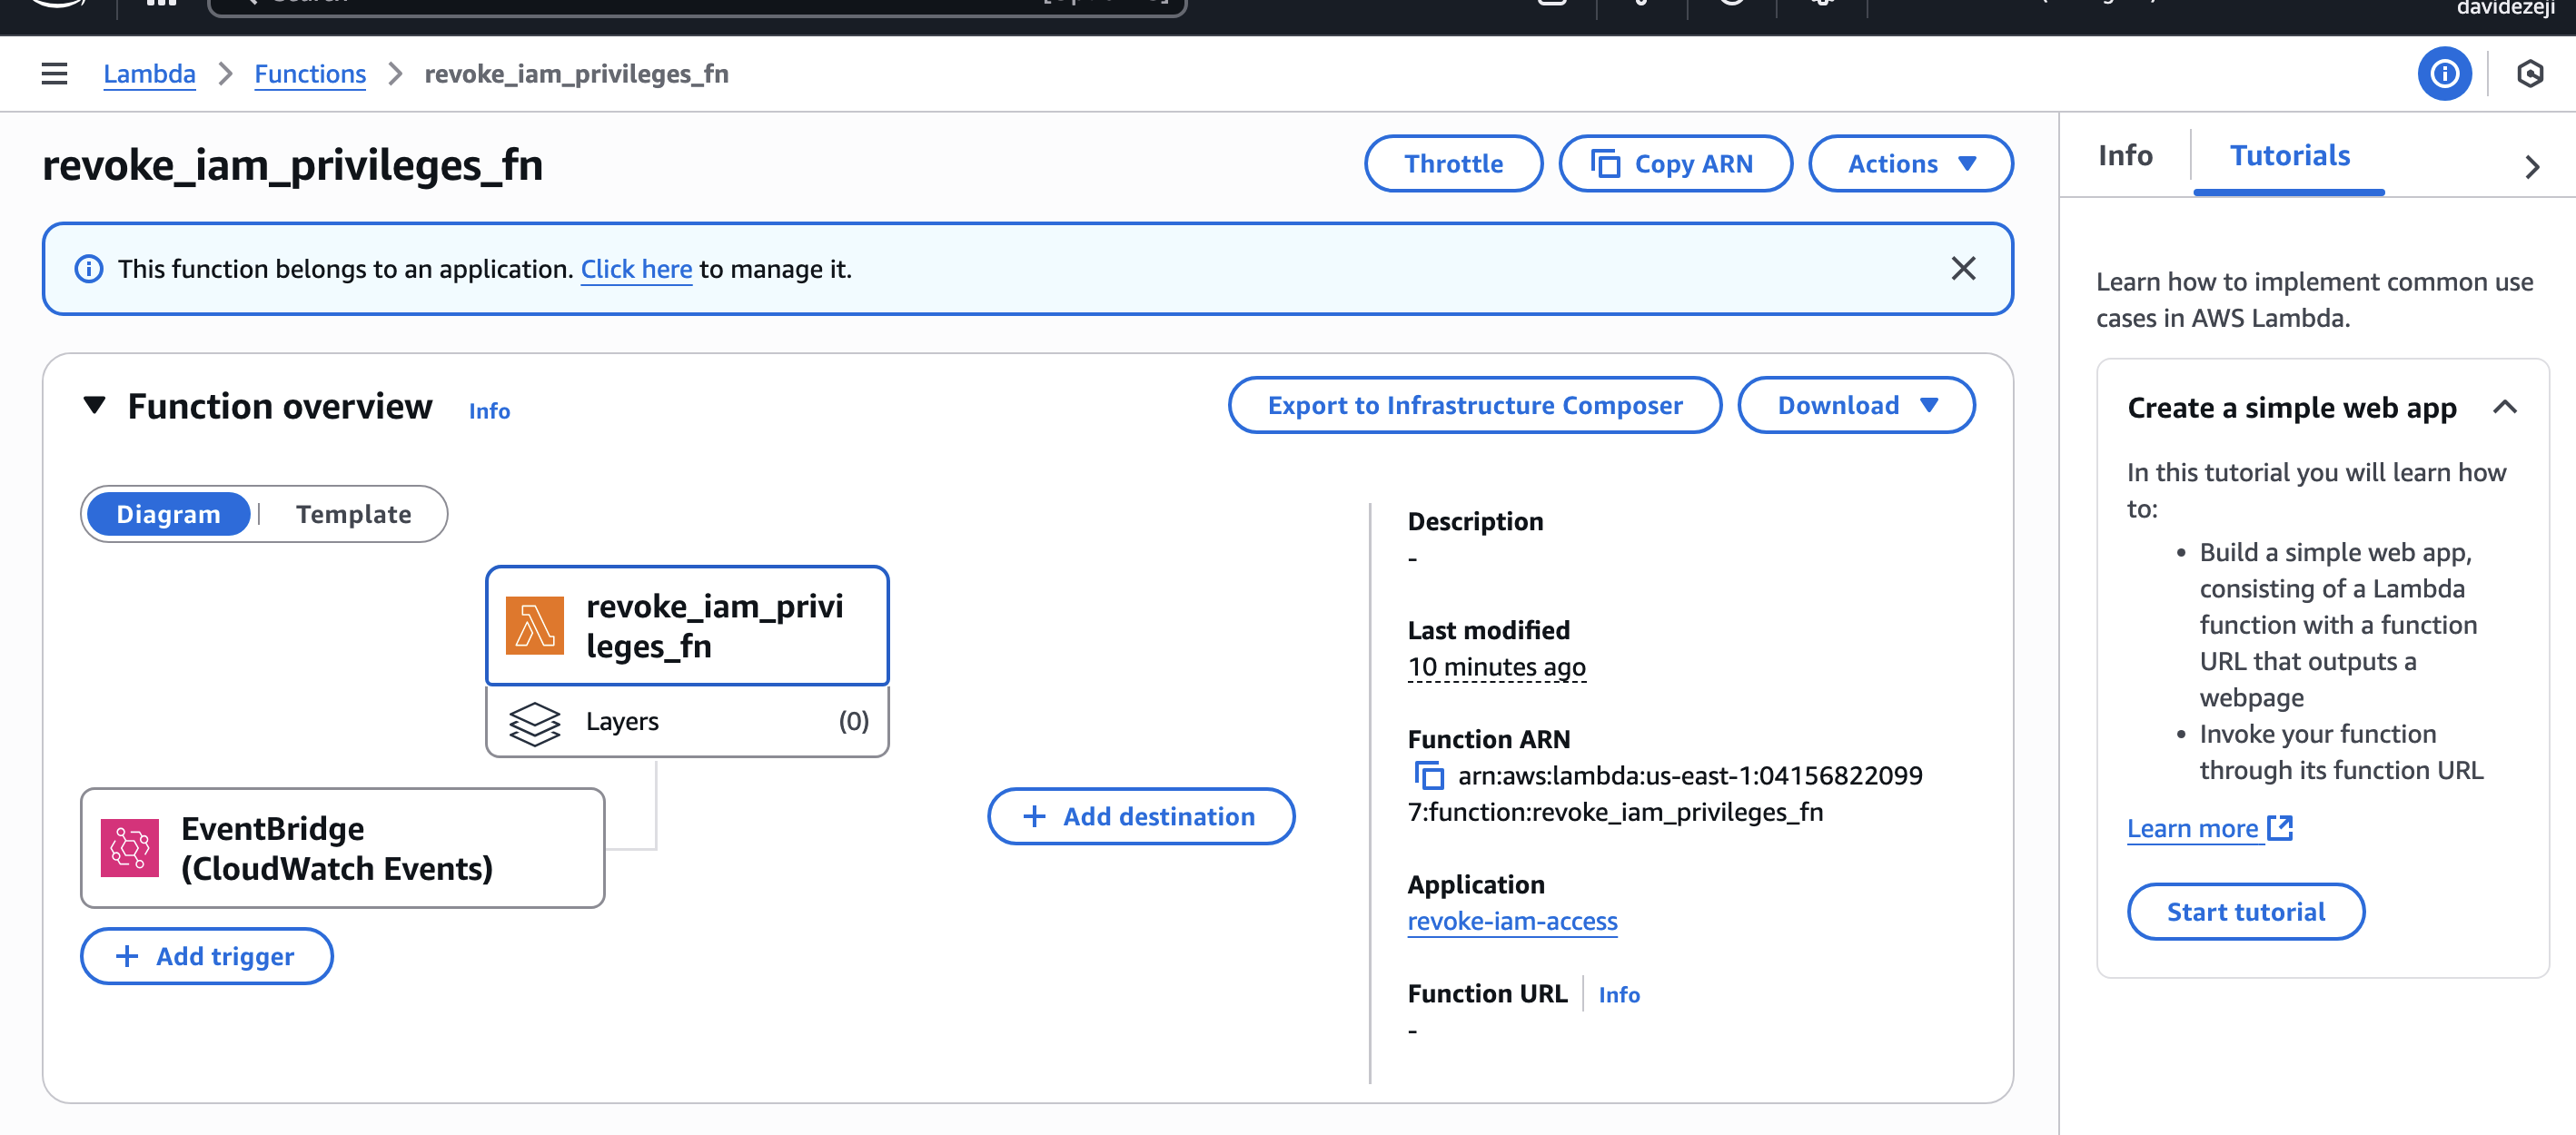 davidezeji
Lambda
Functions
revoke_iam_privileges_fn
revoke_iam_privileges_fn
Throttle
Copy ARN
Actions
This function belongs to an application. Click here to manage it.
Function overview
Info
Export to Infrastructure Composer
Download
Diagram
Template
revoke_iam_privi
leges_fn
Layers
(0)
EventBridge
(CloudWatch Events)
+ Add trigger
+ Add destination
Description
-
Last modified
10 minutes ago
Function ARN
arn:aws:lambda:us-east-1:04156822099
7:function:revoke_iam_privileges_fn
Application
revoke-iam-access
Function URL
Info
-
Info
Tutorials
Learn how to implement common use
cases in AWS Lambda.
Create a simple web app
In this tutorial you will learn how
to:
• Build a simple web app,
consisting of a Lambda
function with a function
URL that outputs a
webpage
• Invoke your function
through its function URL
Learn more
Start tutorial